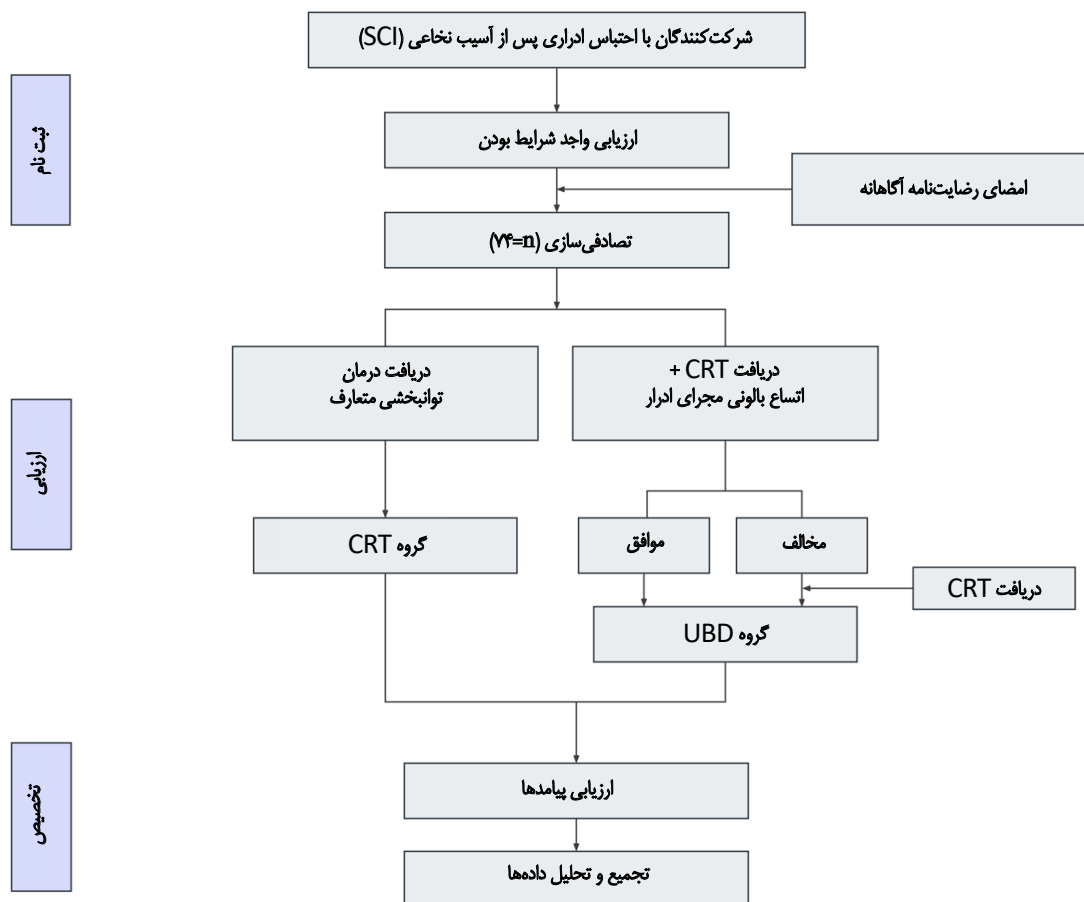 شرکت‌کنندگان با احتباس ادراری پس از آسیب نخاعی (SCI)
ثبت نام
ارزیابی واجد شرایط بودن
امضای رضایت‌نامه آگاهانه
تصادفی‌سازی (n=۷۴)
دریافت CRT +
اتساع بالونی مجرای ادرار
دریافت درمان
توانبخشی متعارف
ارزیابی
مخالف
موافق
گروه CRT
دریافت CRT
گروه UBD
تخصیص
ارزیابی پیامدها
تجمیع و تحلیل داده‌ها